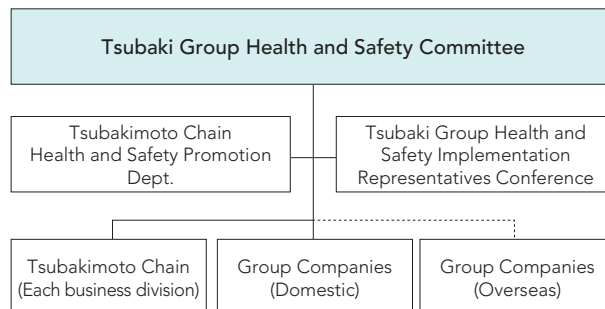 Tsubaki Group Health and Safety Committee
Tsubakimoto Chain
Health and Safety Promotion
Dept.
Tsubaki Group Health and
Safety Implementation
Representatives Conference
Tsubakimoto Chain
(Each business division)
Group Companies
(Domestic)
Group Companies
(Overseas)